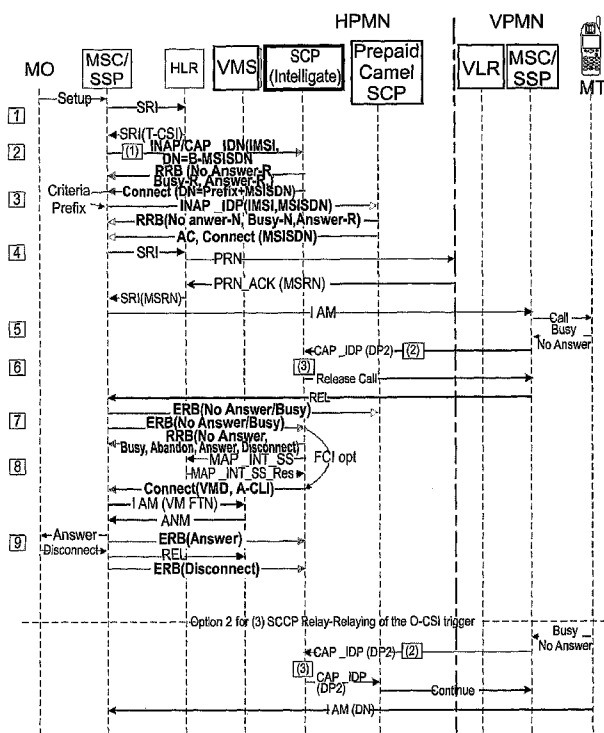 HPMN VPMN
MO MSC/ SSP HLR VMS SCP (Intelligate) Prepaid Camel SCP VLR MSC/ SSP MT
Setup
1 SRI
SRI(T-CSI)
2 (1) INAP/CAP_IDN(IMSI, DN=B-MSISDN
RRB (No Answer-R Busy-R, Answer-R)
Criteria Connect (DN=Prefix+MSISDN)
3 Prefix INAP_IDP(IMSI,MSISDN)
RRB(No anwer-N, Busy-N,Answer-R)
AC, Connect (MSISDN)
4 SRI
PRN
PRN_ACK (MSRN)
SRI(MSRN)
I AM
Call
5 Busy
No Answer
CAP_IDP (DP2) (2)
6 (3)
Release Call
REL
ERB(No Answer/Busy)
7 ERB(No Answer/Busy)
RRB(No Answer,
Busy, Abandon, Answer, Disconnect)
FCI opt
8 MAP_INT_SS
MAP_INT_SS_Res
Connect(VMD, A-CLI)
I AM (VM FTN)
ANM
Answer
9 ERB(Answer)
Disconnect
REL
ERB(Disconnect)
Option 2 for (3) SCCP Relay-Relaying of the O-CSI trigger
Busy
No Answer
CAP_IDP (DP2) (2)
(3)
CAP_IDP
(DP2)
Continue
I AM (DN)